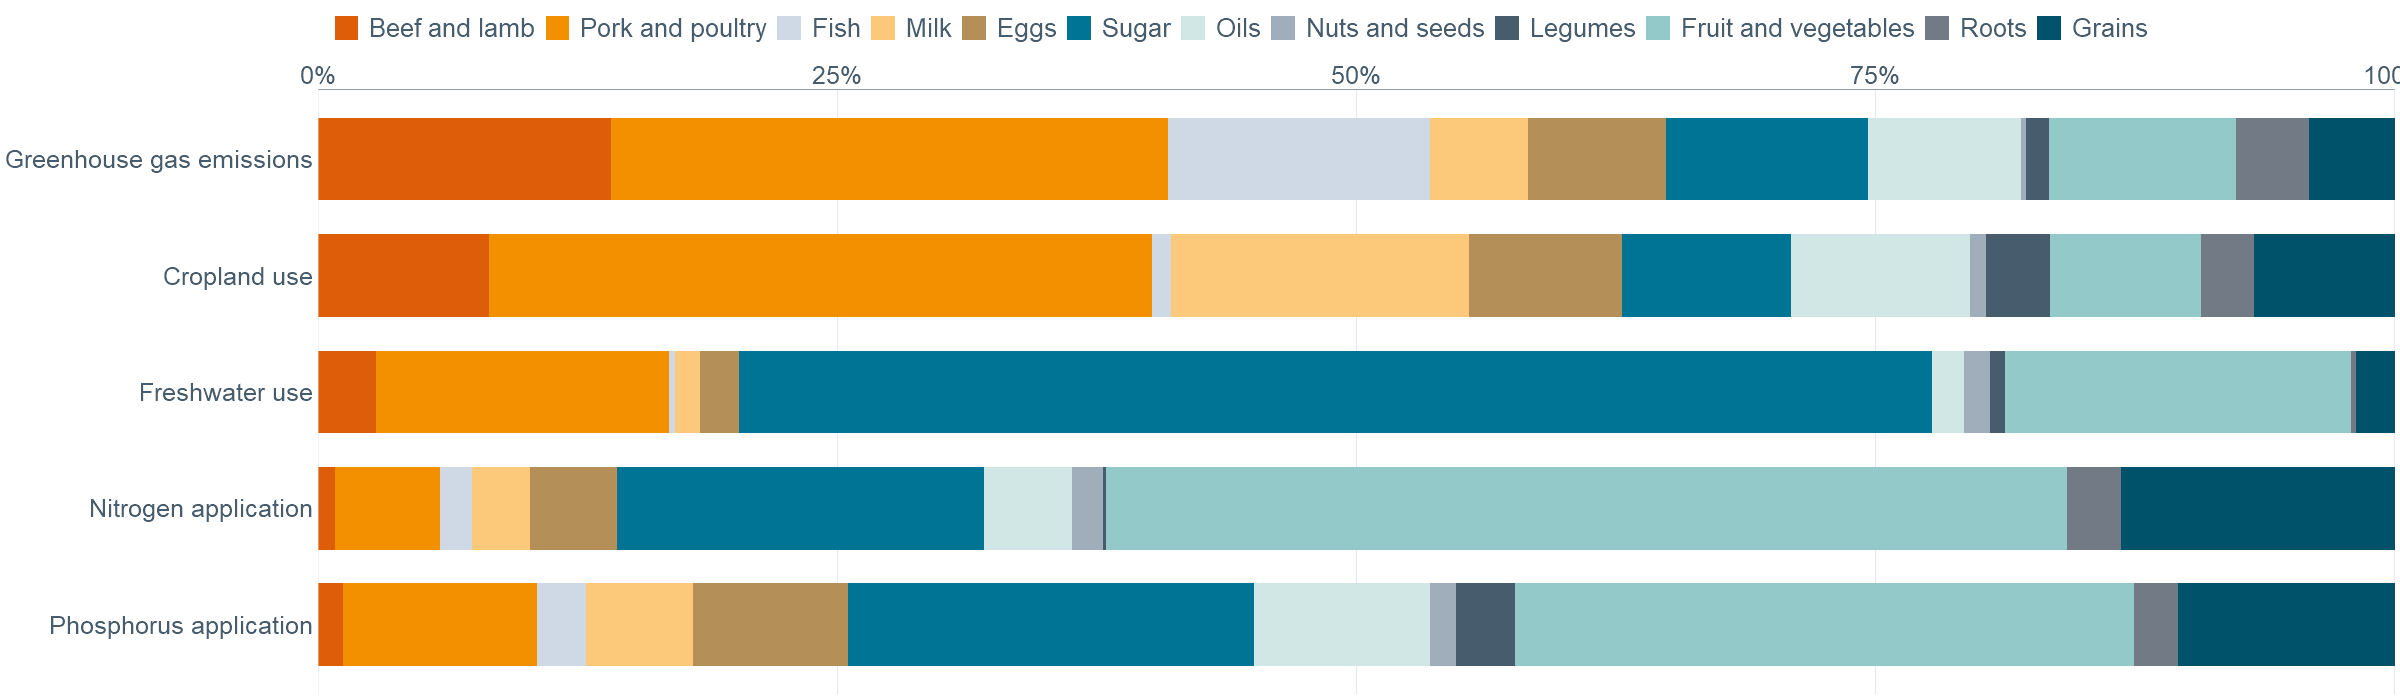 Beef and lamb Pork and poultry Fish Milk Eggs Sugar Oils Nuts and seeds Legumes Fruit and vegetables Roots Grains
0% 25% 50% 75% 100
Greenhouse gas emissions
Cropland use
Freshwater use
Nitrogen application
Phosphorus application